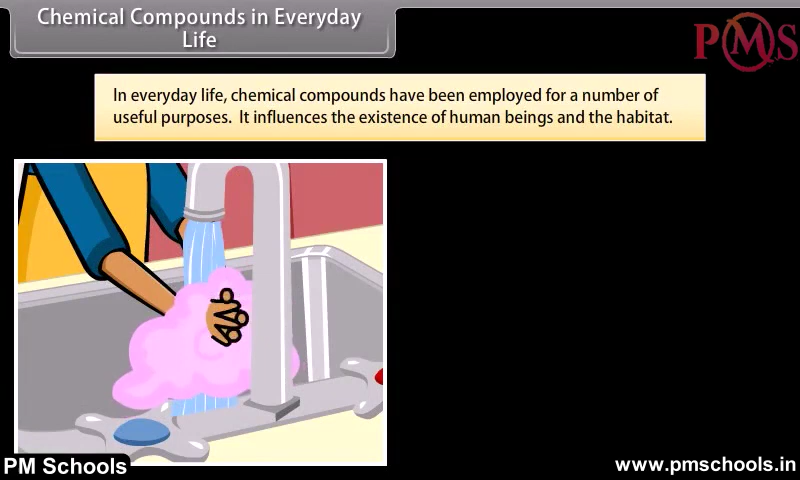 Chemical Compounds in Everyday
Life
PMS
In everyday life, chemical compounds have been employed for a number of
useful purposes. It influences the existence of human beings and the habitat.
PM Schools
www.pmschools.in